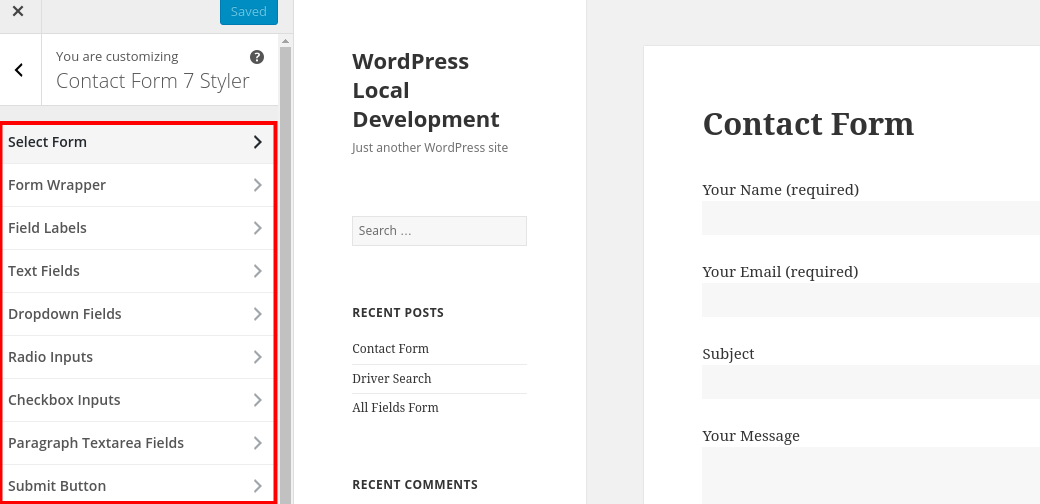 Saved
You are customizing
Contact Form 7 Styler
Select Form
Form Wrapper
Field Labels
Text Fields
Dropdown Fields
Radio Inputs
Checkbox Inputs
Paragraph Textarea Fields
Submit Button
WordPress
Local
Development
Just another WordPress site
Search ...
RECENT POSTS
Contact Form
Driver Search
All Fields Form
RECENT COMMENTS
Contact Form
Your Name (required)
Your Email (required)
Subject
Your Message